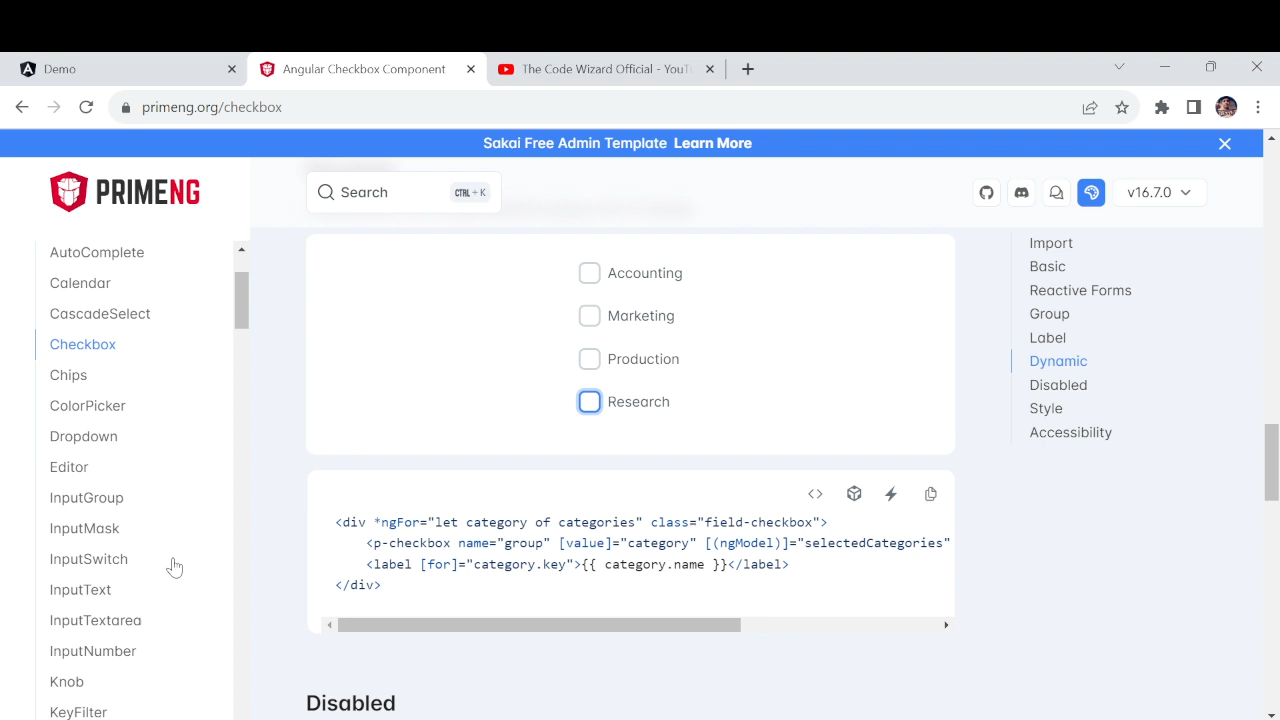 Demo
Angular Checkbox Component
The Code Wizard Official - YouT
primeng.org/checkbox
Sakai Free Admin Template Learn More
PRIMENG
Search CTRL + K
v16.7.0
AutoComplete
Calendar
CascadeSelect
Checkbox
Chips
ColorPicker
Dropdown
Editor
InputGroup
InputMask
InputSwitch
InputText
InputTextarea
InputNumber
Knob
KeyFilter
Accounting
Marketing
Production
Research
<div *ngFor="let category of categories" class="field-checkbox">
<p-checkbox name="group" [value]="category" [(ngModel)]="selectedCategories"
<label [for]="category.key">{{ category.name }}</label>
</div>
Disabled
Import
Basic
Reactive Forms
Group
Label
Dynamic
Disabled
Style
Accessibility